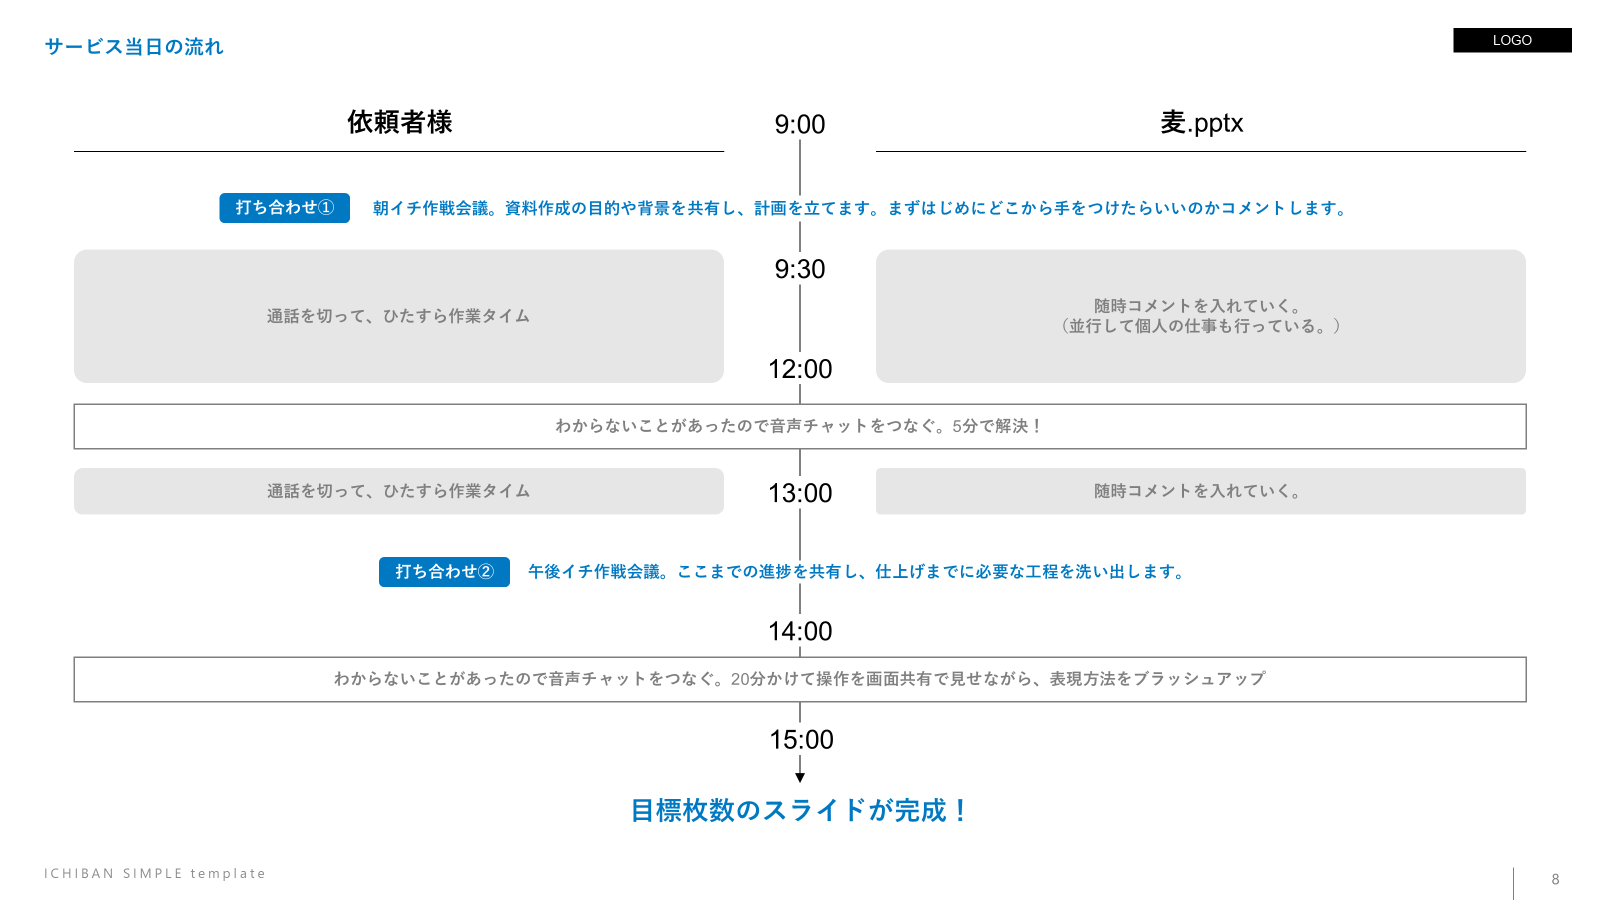 サービス当日の流れ
LOGO
依頼者様
9:00
麦.pptx
打ち合わせ①
朝イチ作戦会議。資料作成の目的や背景を共有し、計画を立てます。まずはじめにどこから手をつけたらいいのかコメントします。
9:30
通話を切って、ひたすら作業タイム
随時コメントを入れていく。
（並行して個人の仕事も行っている。）
12:00
わからないことがあったので音声チャットをつなぐ。5分で解決！
通話を切って、ひたすら作業タイム
13:00
随時コメントを入れていく。
打ち合わせ②
午後イチ作戦会議。ここまでの進捗を共有し、仕上げまでに必要な工程を洗い出します。
14:00
わからないことがあったので音声チャットをつなぐ。20分かけて操作を画面共有で見せながら、表現方法をブラッシュアップ
15:00
目標枚数のスライドが完成！
ICHIBAN SIMPLE template
8